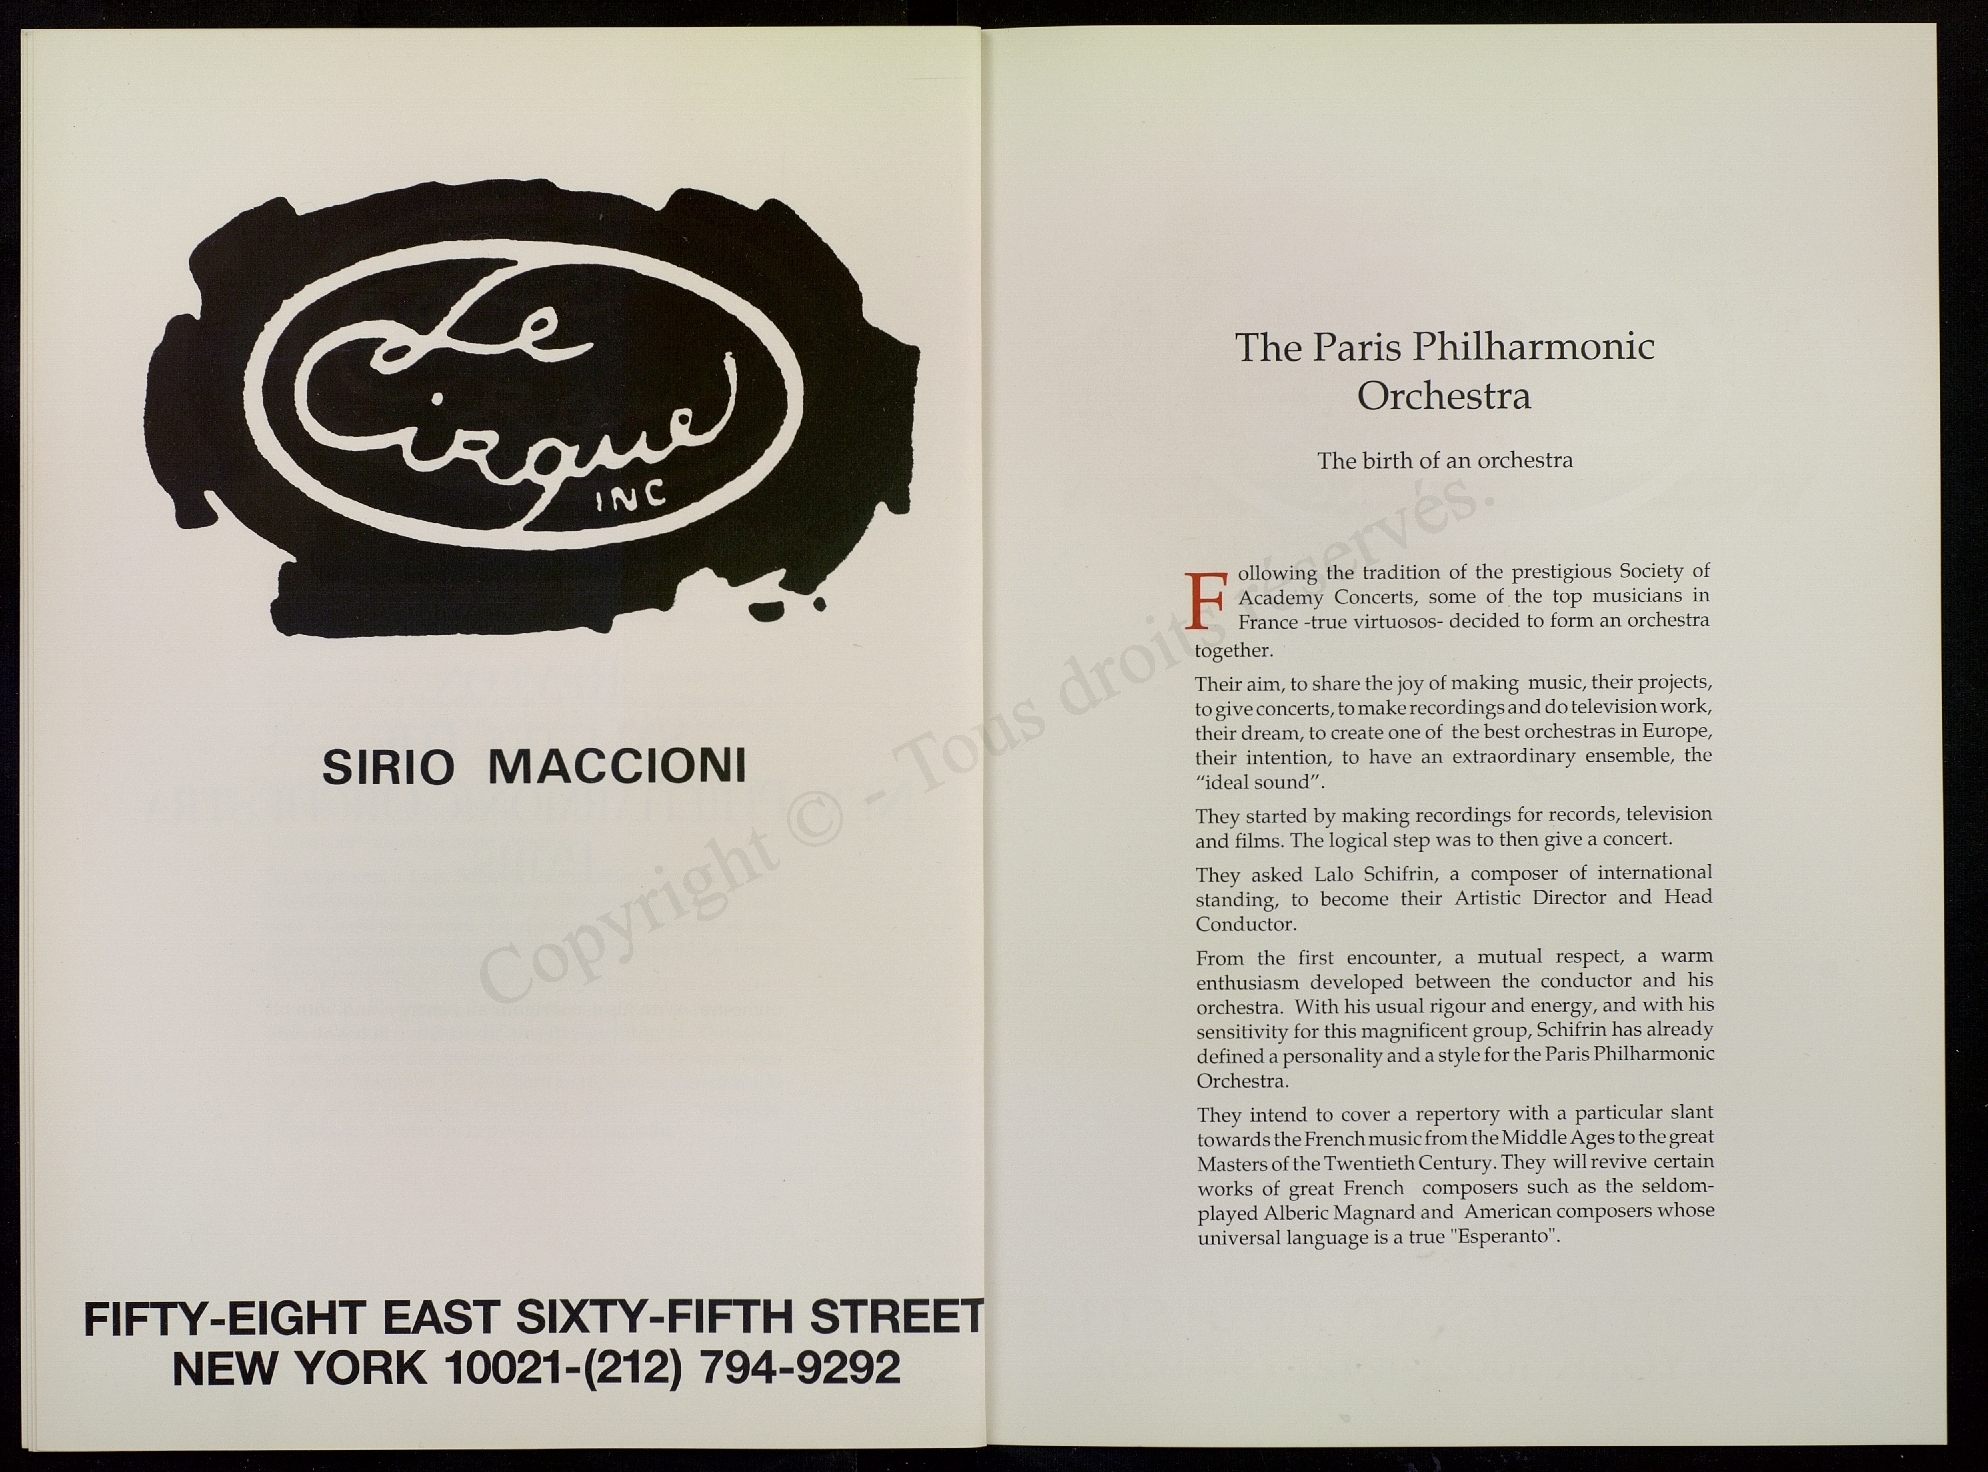 Le
Cirque
INC
SIRIO MACCIONI
FIFTY-EIGHT EAST SIXTY-FIFTH STREET
NEW YORK 10021-(212) 794-9292
The Paris Philharmonic
Orchestra
The birth of an orchestra
Following the tradition of the prestigious Society of
Academy Concerts, some of the top musicians in
France -true virtuosos- decided to form an orchestra
together.
Their aim, to share the joy of making music, their projects,
to give concerts, to make recordings and do television work,
their dream, to create one of the best orchestras in Europe,
their intention, to have an extraordinary ensemble, the
"ideal sound".
They started by making recordings for records, television
and films. The logical step was to then give a concert.
They asked Lalo Schifrin, a composer of international
standing, to become their Artistic Director and Head
Conductor.
From the first encounter, a mutual respect, a warm
enthusiasm developed between the conductor and his
orchestra. With his usual rigour and energy, and with his
sensitivity for this magnificent group, Schifrin has already
defined a personality and a style for the Paris Philharmonic
Orchestra.
They intend to cover a repertory with a particular slant
towards the French music from the Middle Ages to the great
Masters of the Twentieth Century. They will revive certain
works of great French composers such as the seldom-
played Alberic Magnard and American composers whose
universal language is a true "Esperanto".
Copyright © - Tous droits réservés.